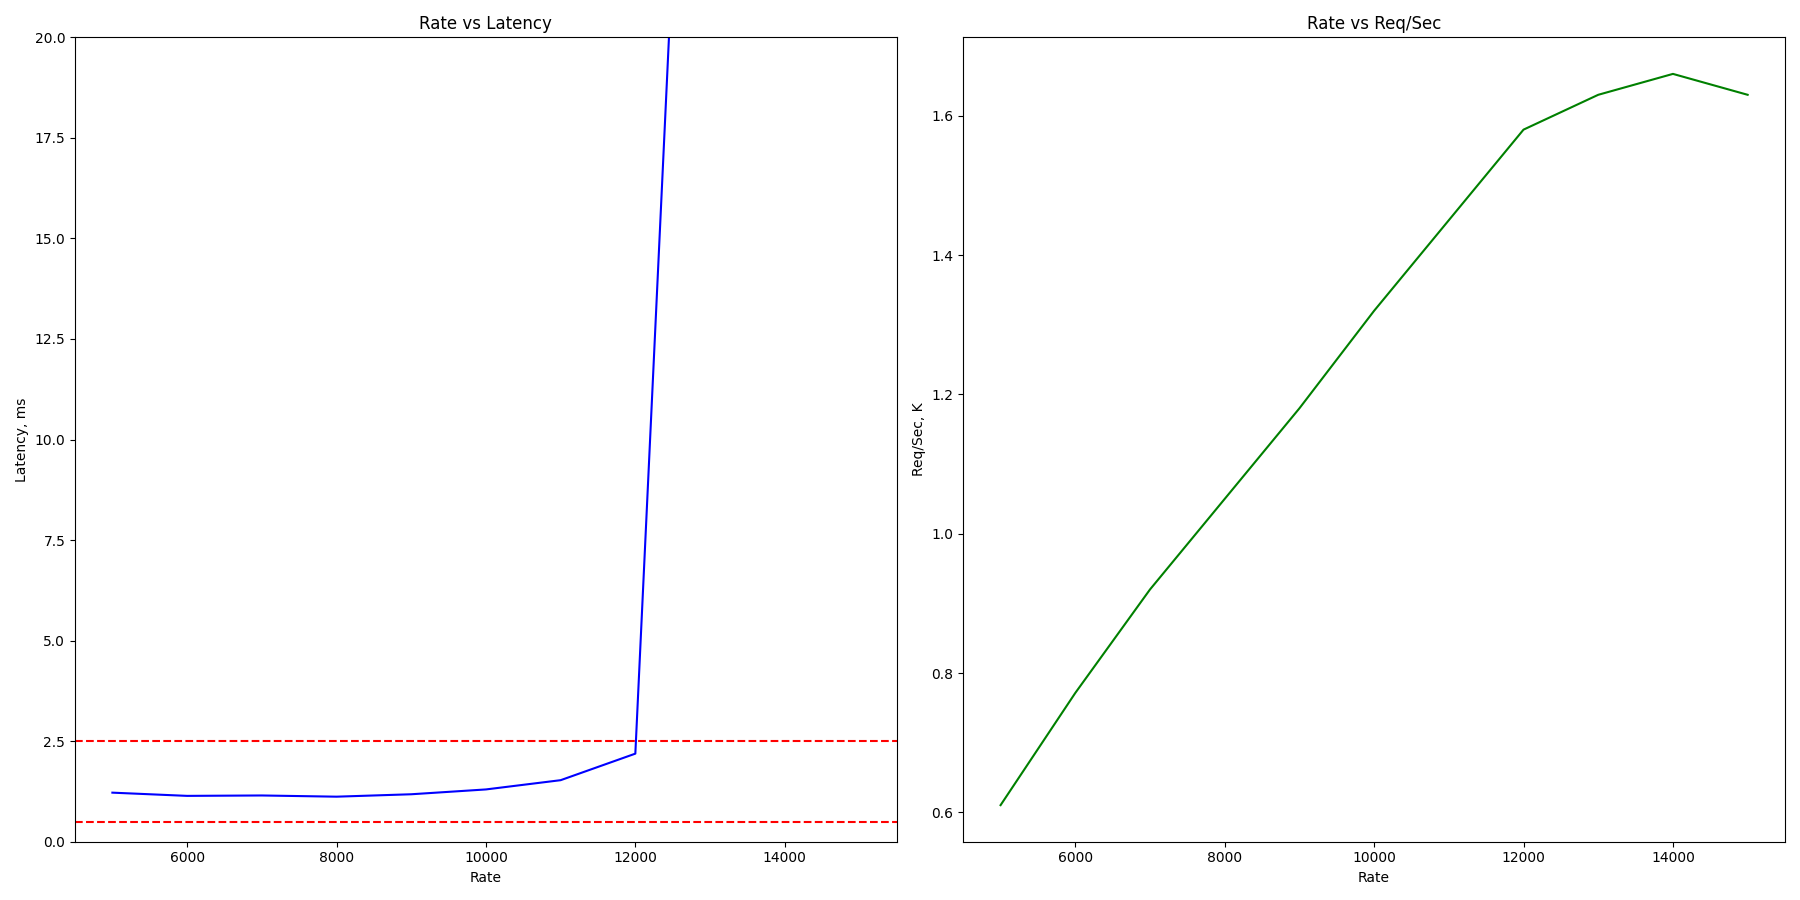 Rate vs Latency
20.0
17.5
15.0
12.5
10.0
7.5
5.0
2.5
0.0
Latency, ms
6000 8000 10000 12000 14000
Rate
Rate vs Req/Sec
1.6
1.4
1.2
1.0
0.8
0.6
Req/Sec, K
6000 8000 10000 12000 14000
Rate